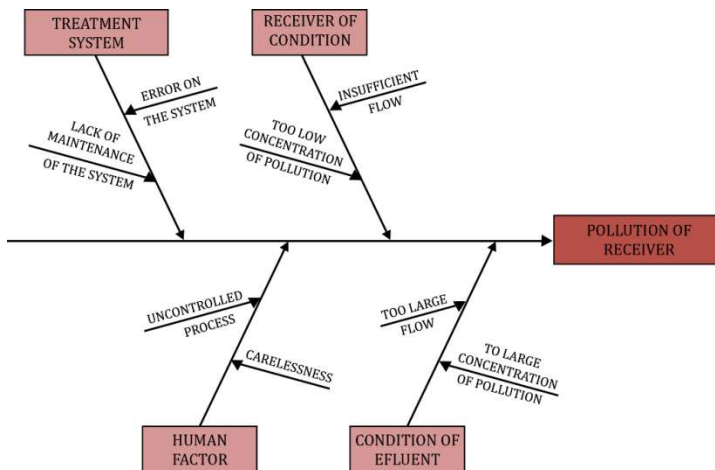 TREATMENT
SYSTEM
RECEIVER OF
CONDITION
ERROR ON
THE SYSTEM
LACK OF
MAINTENANCE
OF THE SYSTEM
INSUFFICIENT
FLOW
TOO LOW
CONCENTRATION
OF POLLUTION
POLLUTION OF
RECEIVER
UNCONTROLLED
PROCESS
CARELESSNESS
TOO LARGE
FLOW
TO LARGE
CONCENTRATION
OF POLLUTION
HUMAN
FACTOR
CONDITION OF
EFLUENT